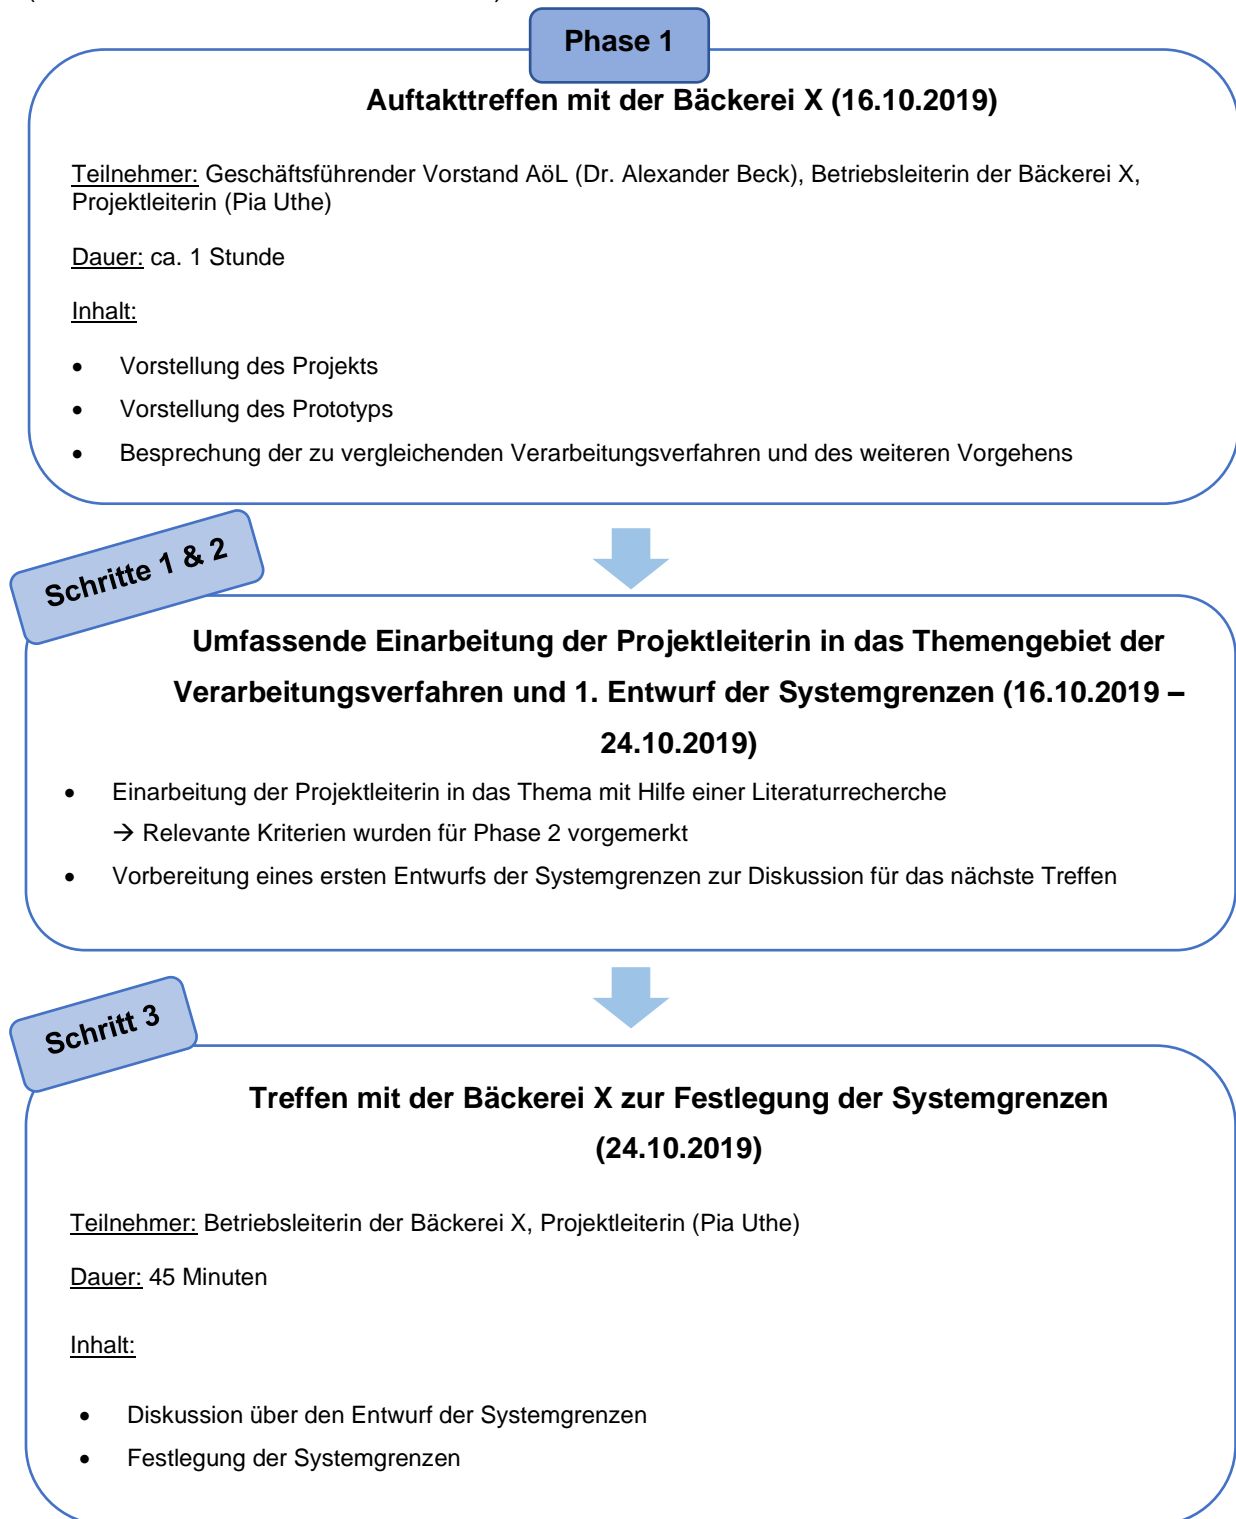 Phase 1
Auftakttreffen mit der Bäckerei X (16.10.2019)
Teilnehmer: Geschäftsführender Vorstand AöL (Dr. Alexander Beck), Betriebsleiterin der Bäckerei X,
Projektleiterin (Pia Uthe)
Dauer: ca. 1 Stunde
Inhalt:
• Vorstellung des Projekts
• Vorstellung des Prototyps
• Besprechung der zu vergleichenden Verarbeitungsverfahren und des weiteren Vorgehens
Schritte 1 & 2
Umfassende Einarbeitung der Projektleiterin in das Themengebiet der
Verarbeitungsverfahren und 1. Entwurf der Systemgrenzen (16.10.2019 –
24.10.2019)
• Einarbeitung der Projektleiterin in das Thema mit Hilfe einer Literaturrecherche
→ Relevante Kriterien wurden für Phase 2 vorgemerkt
• Vorbereitung eines ersten Entwurfs der Systemgrenzen zur Diskussion für das nächste Treffen
Schritt 3
Treffen mit der Bäckerei X zur Festlegung der Systemgrenzen
(24.10.2019)
Teilnehmer: Betriebsleiterin der Bäckerei X, Projektleiterin (Pia Uthe)
Dauer: 45 Minuten
Inhalt:
• Diskussion über den Entwurf der Systemgrenzen
• Festlegung der Systemgrenzen